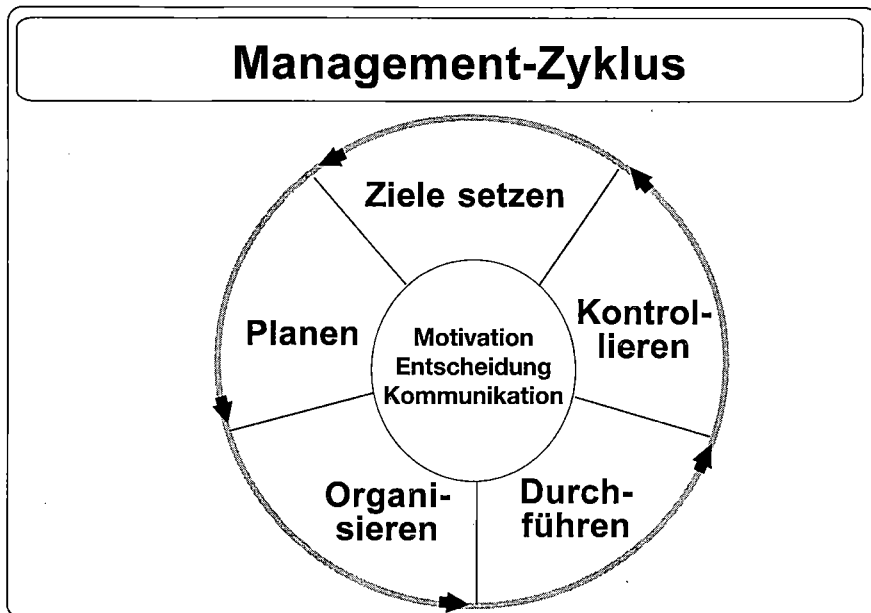 Management-Zyklus
Ziele setzen
Planen
Organi-
sieren
Durch-
führen
Kontrol-
lieren
Motivation
Entscheidung
Kommunikation